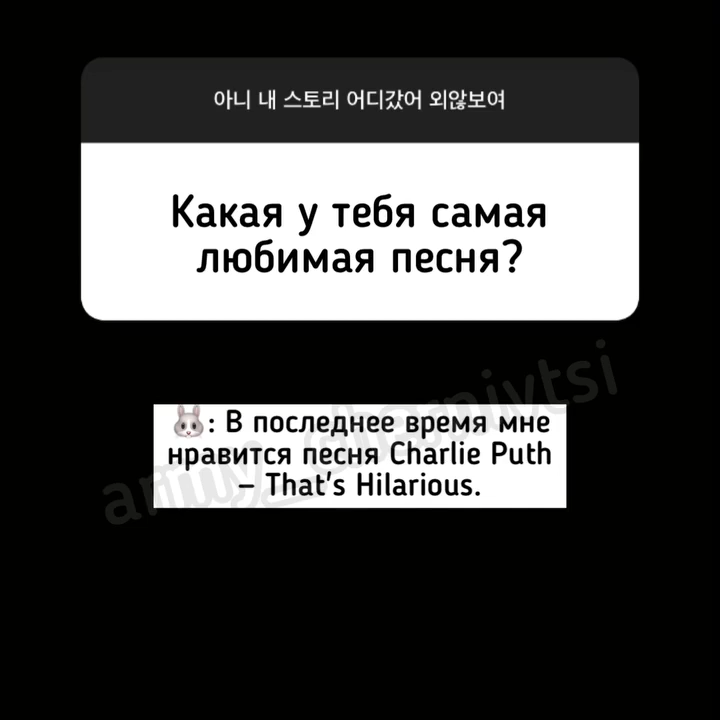 아니 내 스토리 어디갔어 외않보여
Какая у тебя самая
любимая песня?
🐰: В последнее время мне
нравится песня Charlie Puth
– That's Hilarious.
army_Chernivtsi